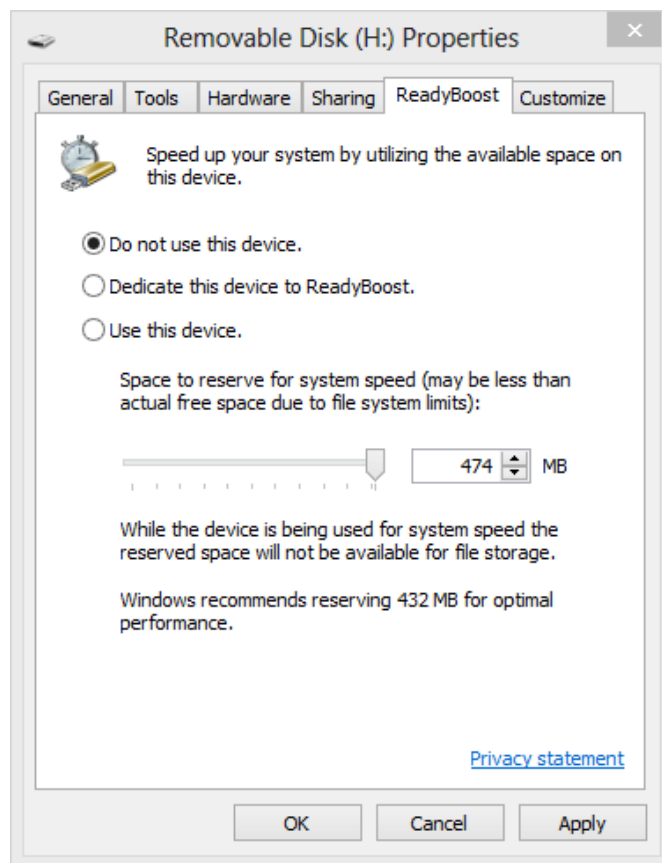 Removable Disk (H:) Properties
General Tools Hardware Sharing ReadyBoost Customize
Speed up your system by utilizing the available space on
this device.
Do not use this device.
Dedicate this device to ReadyBoost.
Use this device.
Space to reserve for system speed (may be less than
actual free space due to file system limits):
474 MB
While the device is being used for system speed the
reserved space will not be available for file storage.
Windows recommends reserving 432 MB for optimal
performance.
Privacy statement
OK Cancel Apply